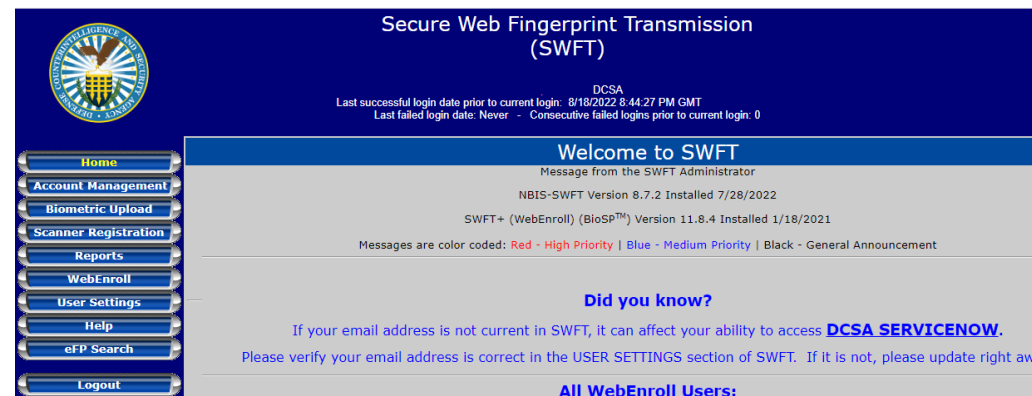 DEFENSE COUNTERINTELLIGENCE AND SECURITY AGENCY
Secure Web Fingerprint Transmission
(SWFT)
DCSA
Last successful login date prior to current login: 8/18/2022 8:44:27 PM GMT
Last failed login date: Never - Consecutive failed logins prior to current login: 0
Home
Account Management
Biometric Upload
Scanner Registration
Reports
WebEnroll
User Settings
Help
eFP Search
Logout
Welcome to SWFT
Message from the SWFT Administrator
NBIS-SWFT Version 8.7.2 Installed 7/28/2022
SWFT+ (WebEnroll) (BioSP™) Version 11.8.4 Installed 1/18/2021
Messages are color coded: Red - High Priority | Blue - Medium Priority | Black - General Announcement
Did you know?
If your email address is not current in SWFT, it can affect your ability to access DCSA SERVICENOW.
Please verify your email address is correct in the USER SETTINGS section of SWFT. If it is not, please update right aw
All WebEnroll Users: